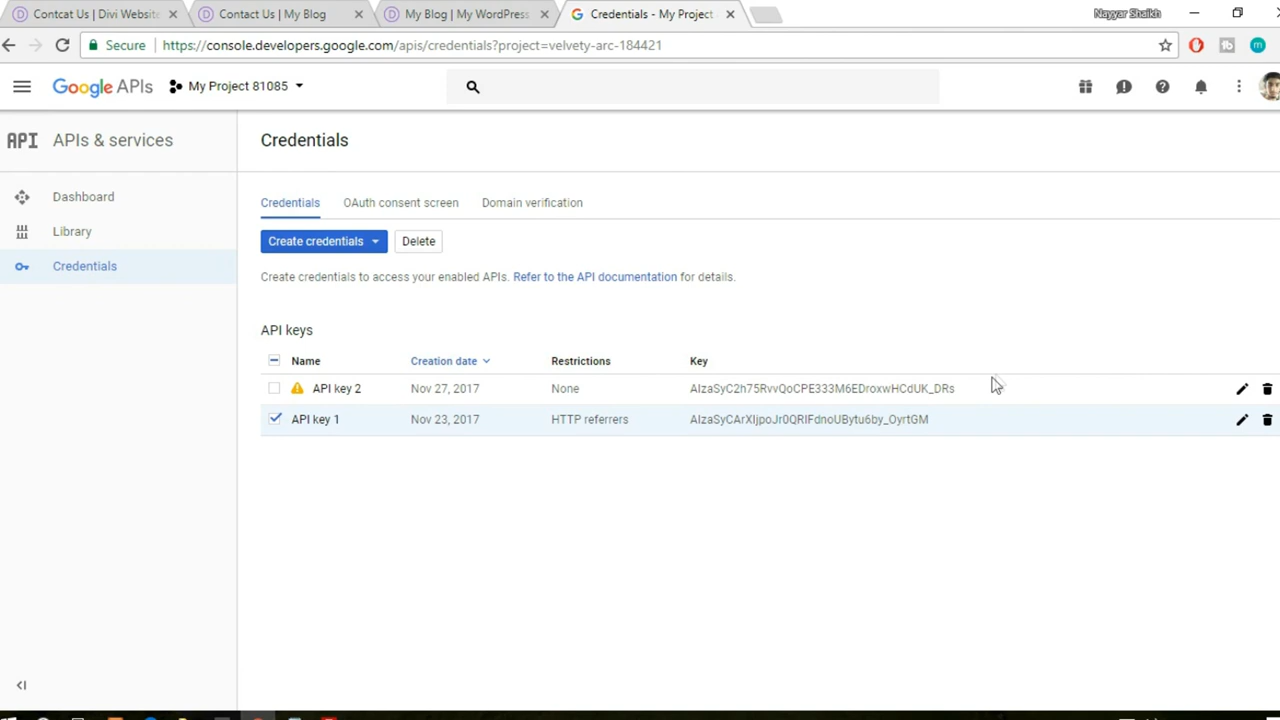 Contcat Us | Divi Website
Contact Us | My Blog
My Blog | My WordPress
Credentials - My Project
Nayyar Shaikh
Secure
https://console.developers.google.com/apis/credentials?project=velvety-arc-184421
Google APIs
My Project 81085
API
APIs & services
Credentials
Dashboard
Library
Credentials
Credentials
OAuth consent screen
Domain verification
Create credentials
Delete
Create credentials to access your enabled APIs. Refer to the API documentation for details.
API keys
Name Creation date Restrictions Key
API key 2 Nov 27, 2017 None AIzaSyC2h75RvvQoCPE333M6EDroxwHCdUK_DRs
API key 1 Nov 23, 2017 HTTP referrers AIzaSyCArXIjpoJr0QRIFdnoUBytu6by_OyrtGM